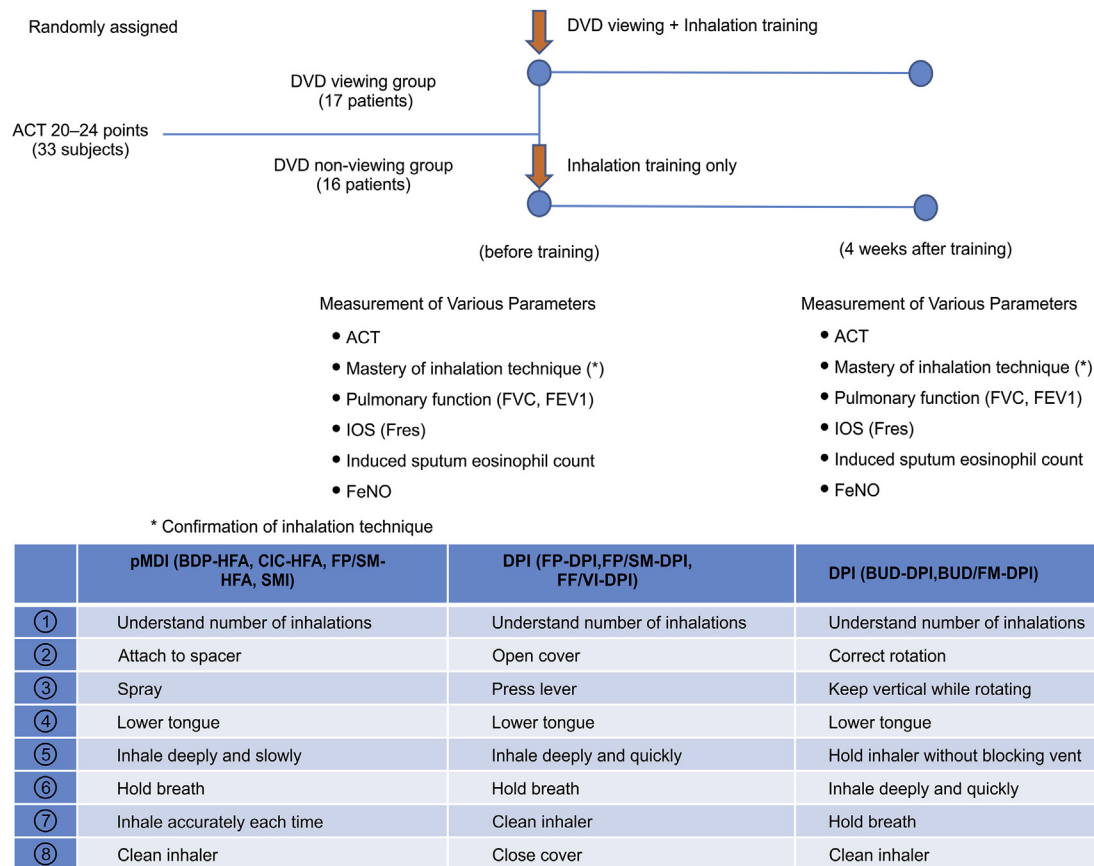 Randomly assigned
DVD viewing + Inhalation training
DVD viewing group
(17 patients)
ACT 20–24 points
(33 subjects)
DVD non-viewing group
(16 patients)
Inhalation training only
(before training)
(4 weeks after training)
Measurement of Various Parameters
• ACT
• Mastery of inhalation technique (*)
• Pulmonary function (FVC, FEV1)
• IOS (Fres)
• Induced sputum eosinophil count
• FeNO
Measurement of Various Parameters
• ACT
• Mastery of inhalation technique (*)
• Pulmonary function (FVC, FEV1)
• IOS (Fres)
• Induced sputum eosinophil count
• FeNO
* Confirmation of inhalation technique
pMDI (BDP-HFA, CIC-HFA, FP/SM-
HFA, SMI)
DPI (FP-DPI,FP/SM-DPI,
FF/VI-DPI)
DPI (BUD-DPI,BUD/FM-DPI)
① Understand number of inhalations Understand number of inhalations Understand number of inhalations
② Attach to spacer Open cover Correct rotation
③ Spray Press lever Keep vertical while rotating
④ Lower tongue Lower tongue Lower tongue
⑤ Inhale deeply and slowly Inhale deeply and quickly Hold inhaler without blocking vent
⑥ Hold breath Hold breath Inhale deeply and quickly
⑦ Inhale accurately each time Clean inhaler Hold breath
⑧ Clean inhaler Close cover Clean inhaler